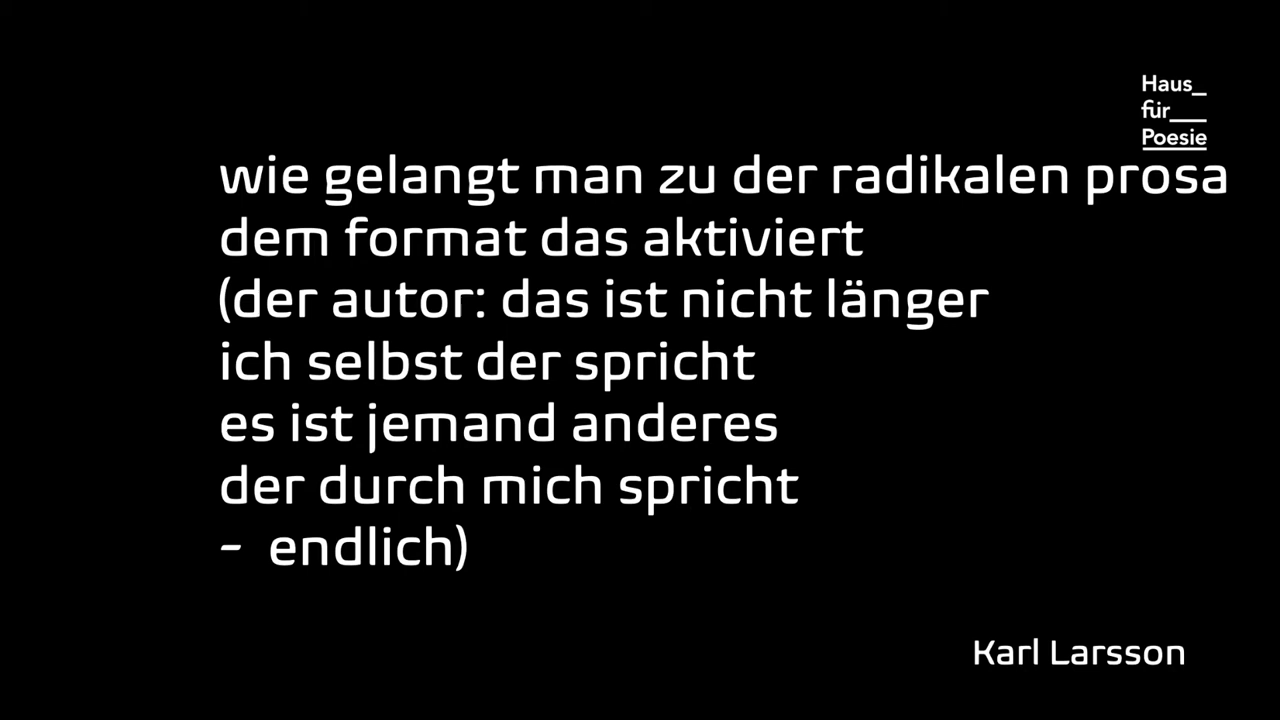 Haus_
für__
Poesie
wie gelangt man zu der radikalen prosa
dem format das aktiviert
(der autor: das ist nicht länger
ich selbst der spricht
es ist jemand anderes
der durch mich spricht
- endlich)
Karl Larsson